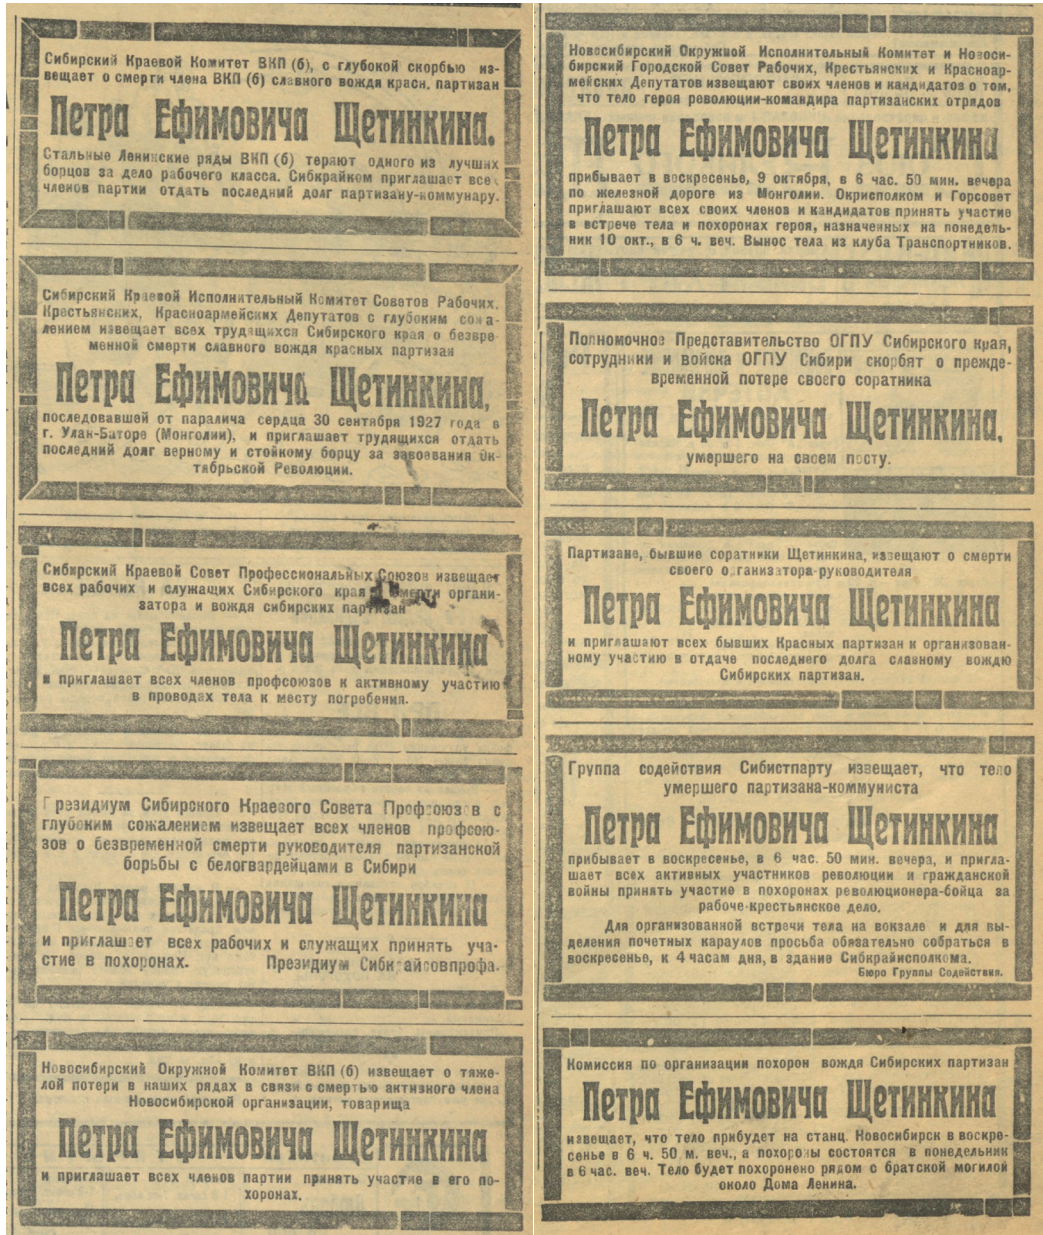 Сибирский Краевой Комитет ВКП (б), с глубокой скорбью из-
вещает о смерти члена ВКП (б) славного вождя красн. партизан
Петра Ефимовича Щетинкина.
Стальные Ленинские ряды ВКП (б) теряют одного из лучших
борцов за дело рабочего класса. Сибкрайком приглашает всех
членов партии отдать последний долг партизану-коммунару.
Сибирский Краевой Исполнительный Комитет Советов Рабочих,
Крестьянских, Красноармейских Депутатов с глубоким сожа-
лением извещает всех трудящихся Сибирского края о безвре-
менной смерти славного вождя красных партизан
Петра Ефимовича Щетинкина,
последовавшей от паралича сердца 30 сентября 1927 года в
г. Улан-Баторе (Монголии), и приглашает трудящихся отдать
последний долг верному и стойкому борцу за завоевания Ок-
тябрьской Революции.
Сибирский Краевой Совет Профессиональных Союзов извещает
всех рабочих и служащих Сибирского края о смерти органи-
затора и вождя сибирских партизан
Петра Ефимовича Щетинкина
и приглашает всех членов профсоюзов к активному участию
в проводах тела к месту погребения.
Президиум Сибирского Краевого Совета Профсоюзов с
глубоким сожалением извещает всех членов профсою-
зов о безвременной смерти руководителя партизанской
борьбы с белогвардейцами в Сибири
Петра Ефимовича Щетинкина
и приглашает всех рабочих и служащих принять уча-
стие в похоронах. Президиум Сибкрайсовпрофа.
Новосибирский Окружной Комитет ВКП (б) извещает о тяже-
лой потери в наших рядах в связи с смертью активного члена
Новосибирской организации, товарища
Петра Ефимовича Щетинкина
и приглашает всех членов партии принять участие в его по-
хоронах.
Новосибирский Окружной Исполнительный Комитет и Новоси-
бирский Городской Совет Рабочих, Крестьянских и Красноар-
мейских Депутатов извещают своих членов и кандидатов о том,
что тело героя революции-командира партизанских отрядов
Петра Ефимовича Щетинкина
прибывает в воскресенье, 9 октября, в 6 час. 50 мин. вечера
по железной дороге из Монголии. Окрисполком и Горсовет
приглашают всех своих членов и кандидатов принять участие
в встрече тела и похоронах героя, назначенных на понедель-
ник 10 окт., в 6 ч. веч. Вынос тела из клуба Транспортников.
Полномочное Представительство ОГПУ Сибирского края,
сотрудники и войска ОГПУ Сибири скорбят о прежде-
временной потере своего соратника
Петра Ефимовича Щетинкина,
умершего на своем посту.
Партизане, бывшие соратники Щетинкина, извещают о смерти
своего организатора-руководителя
Петра Ефимовича Щетинкина
и приглашают всех бывших Красных партизан к организован-
ному участию в отдаче последнего долга славному вождю
Сибирских партизан.
Группа содействия Сибистпарту извещает, что тело
умершего партизана-коммуниста
Петра Ефимовича Щетинкина
прибывает в воскресенье, в 6 час. 50 мин. вечера, и пригла-
шает всех активных участников революции и гражданской
войны принять участие в похоронах революционера-бойца за
рабоче-крестьянское дело.
Для организованной встречи тела на вокзале и для вы-
деления почетных караулов просьба обязательно собраться в
воскресенье, к 4 часам дня, в здание Сибкрайисполкома.
Бюро Группы Содействия.
Комиссия по организации похорон вождя Сибирских партизан
Петра Ефимовича Щетинкина
извещает, что тело прибудет на станц. Новосибирск в воскре-
сенье в 6 ч. 50 м. веч., а похороны состоятся в понедельник
в 6 час. веч. Тело будет похоронено рядом с братской могилой
около Дома Ленина.